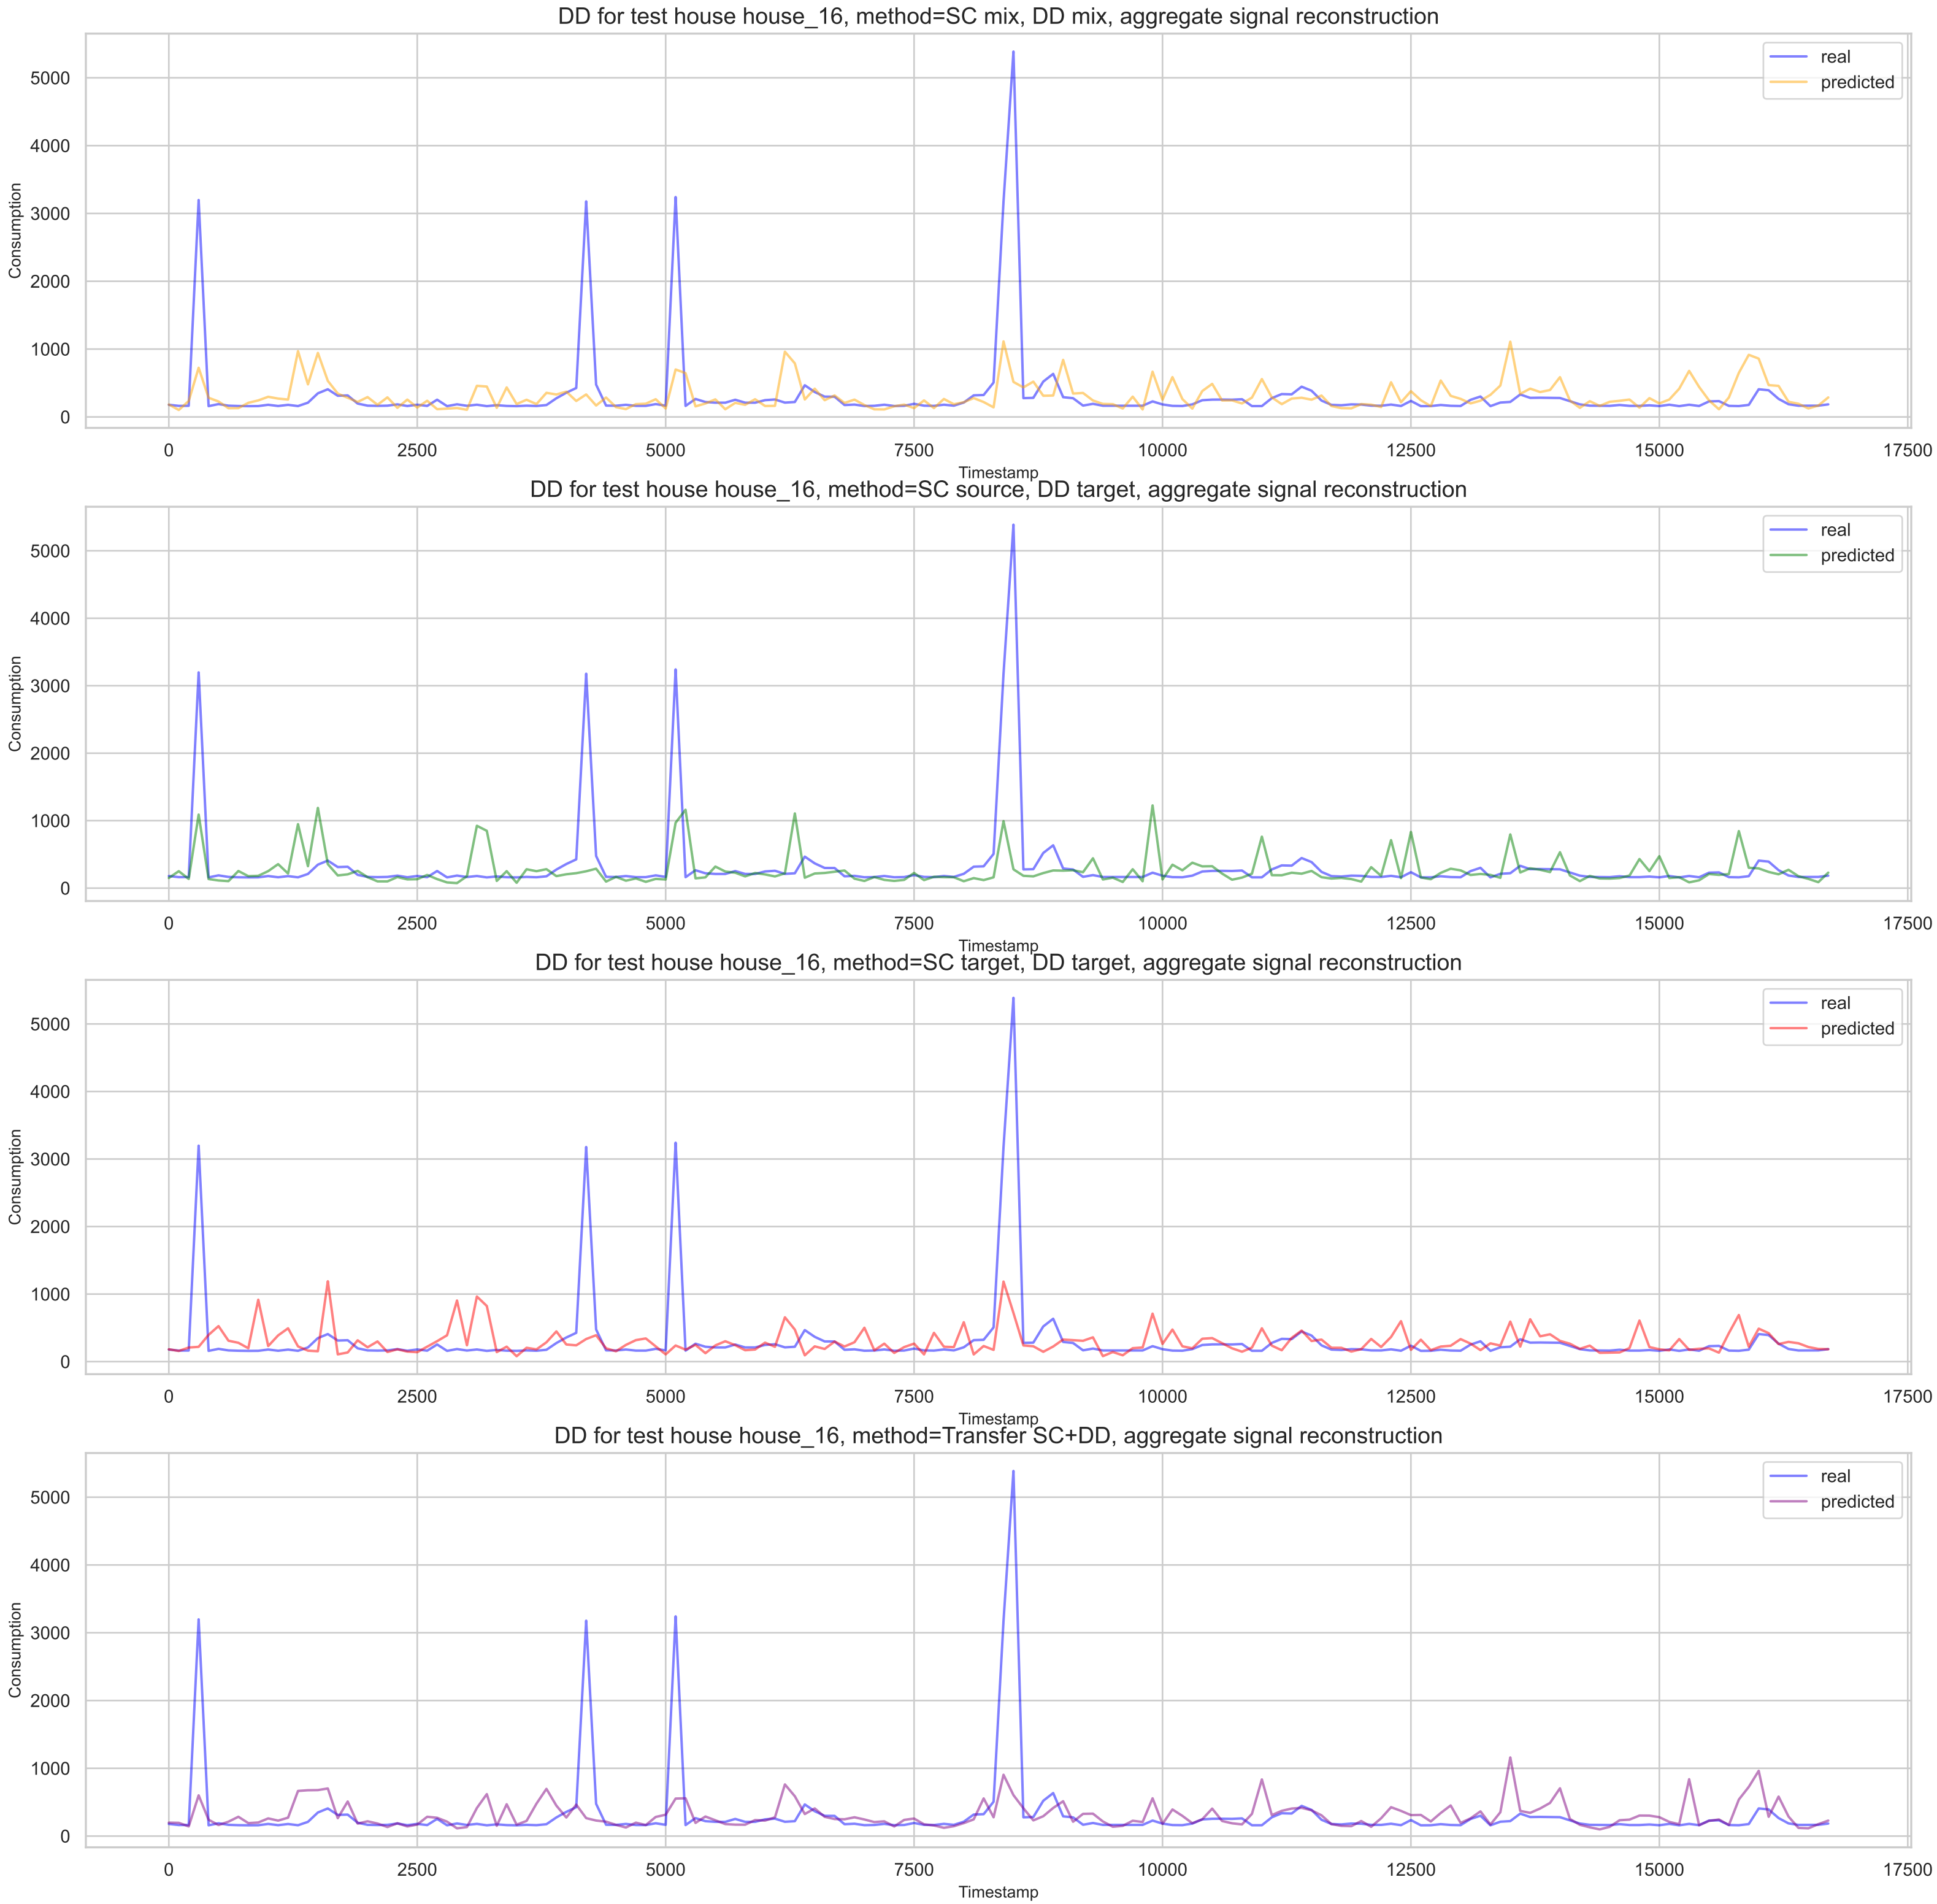 DD for test house house_16, method=SC mix, DD mix, aggregate signal reconstruction
real
predicted
Consumption
5000
4000
3000
2000
1000
0
0 2500 5000 7500 10000 12500 15000 17500
Timestamp
DD for test house house_16, method=SC source, DD target, aggregate signal reconstruction
real
predicted
Consumption
5000
4000
3000
2000
1000
0
0 2500 5000 7500 10000 12500 15000 17500
Timestamp
DD for test house house_16, method=SC target, DD target, aggregate signal reconstruction
real
predicted
Consumption
5000
4000
3000
2000
1000
0
0 2500 5000 7500 10000 12500 15000 17500
Timestamp
DD for test house house_16, method=Transfer SC+DD, aggregate signal reconstruction
real
predicted
Consumption
5000
4000
3000
2000
1000
0
0 2500 5000 7500 10000 12500 15000 17500
Timestamp